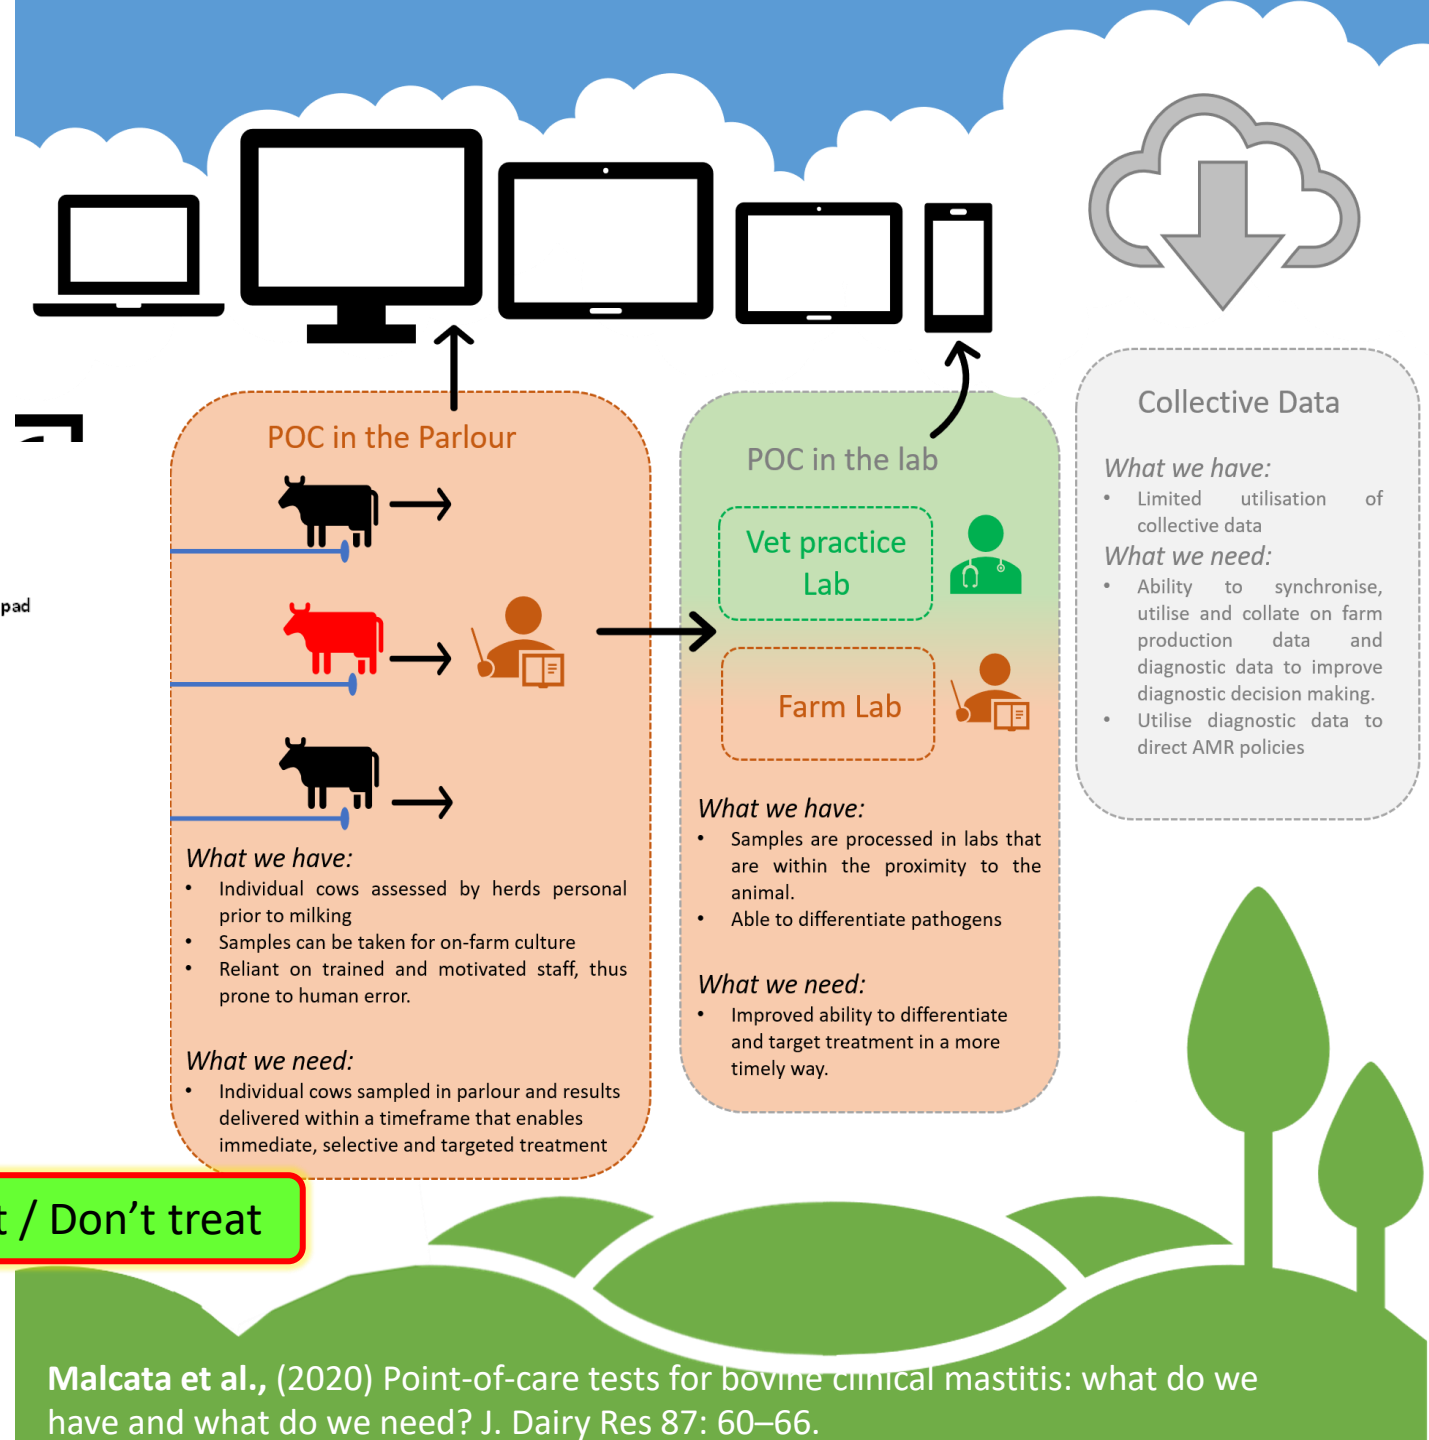 pad
POC in the Parlour
What we have:
• Individual cows assessed by herds personal
prior to milking
• Samples can be taken for on-farm culture
• Reliant on trained and motivated staff, thus
prone to human error.
What we need:
• Individual cows sampled in parlour and results
delivered within a timeframe that enables
immediate, selective and targeted treatment
POC in the lab
Vet practice
Lab
Farm Lab
What we have:
• Samples are processed in labs that
are within the proximity to the
animal.
• Able to differentiate pathogens
What we need:
• Improved ability to differentiate
and target treatment in a more
timely way.
Collective Data
What we have:
• Limited utilisation of
collective data
What we need:
• Ability to synchronise,
utilise and collate on farm
production data and
diagnostic data to improve
diagnostic decision making.
• Utilise diagnostic data to
direct AMR policies
t / Don’t treat
Malcata et al., (2020) Point-of-care tests for bovine clinical mastitis: what do we
have and what do we need? J. Dairy Res 87: 60–66.